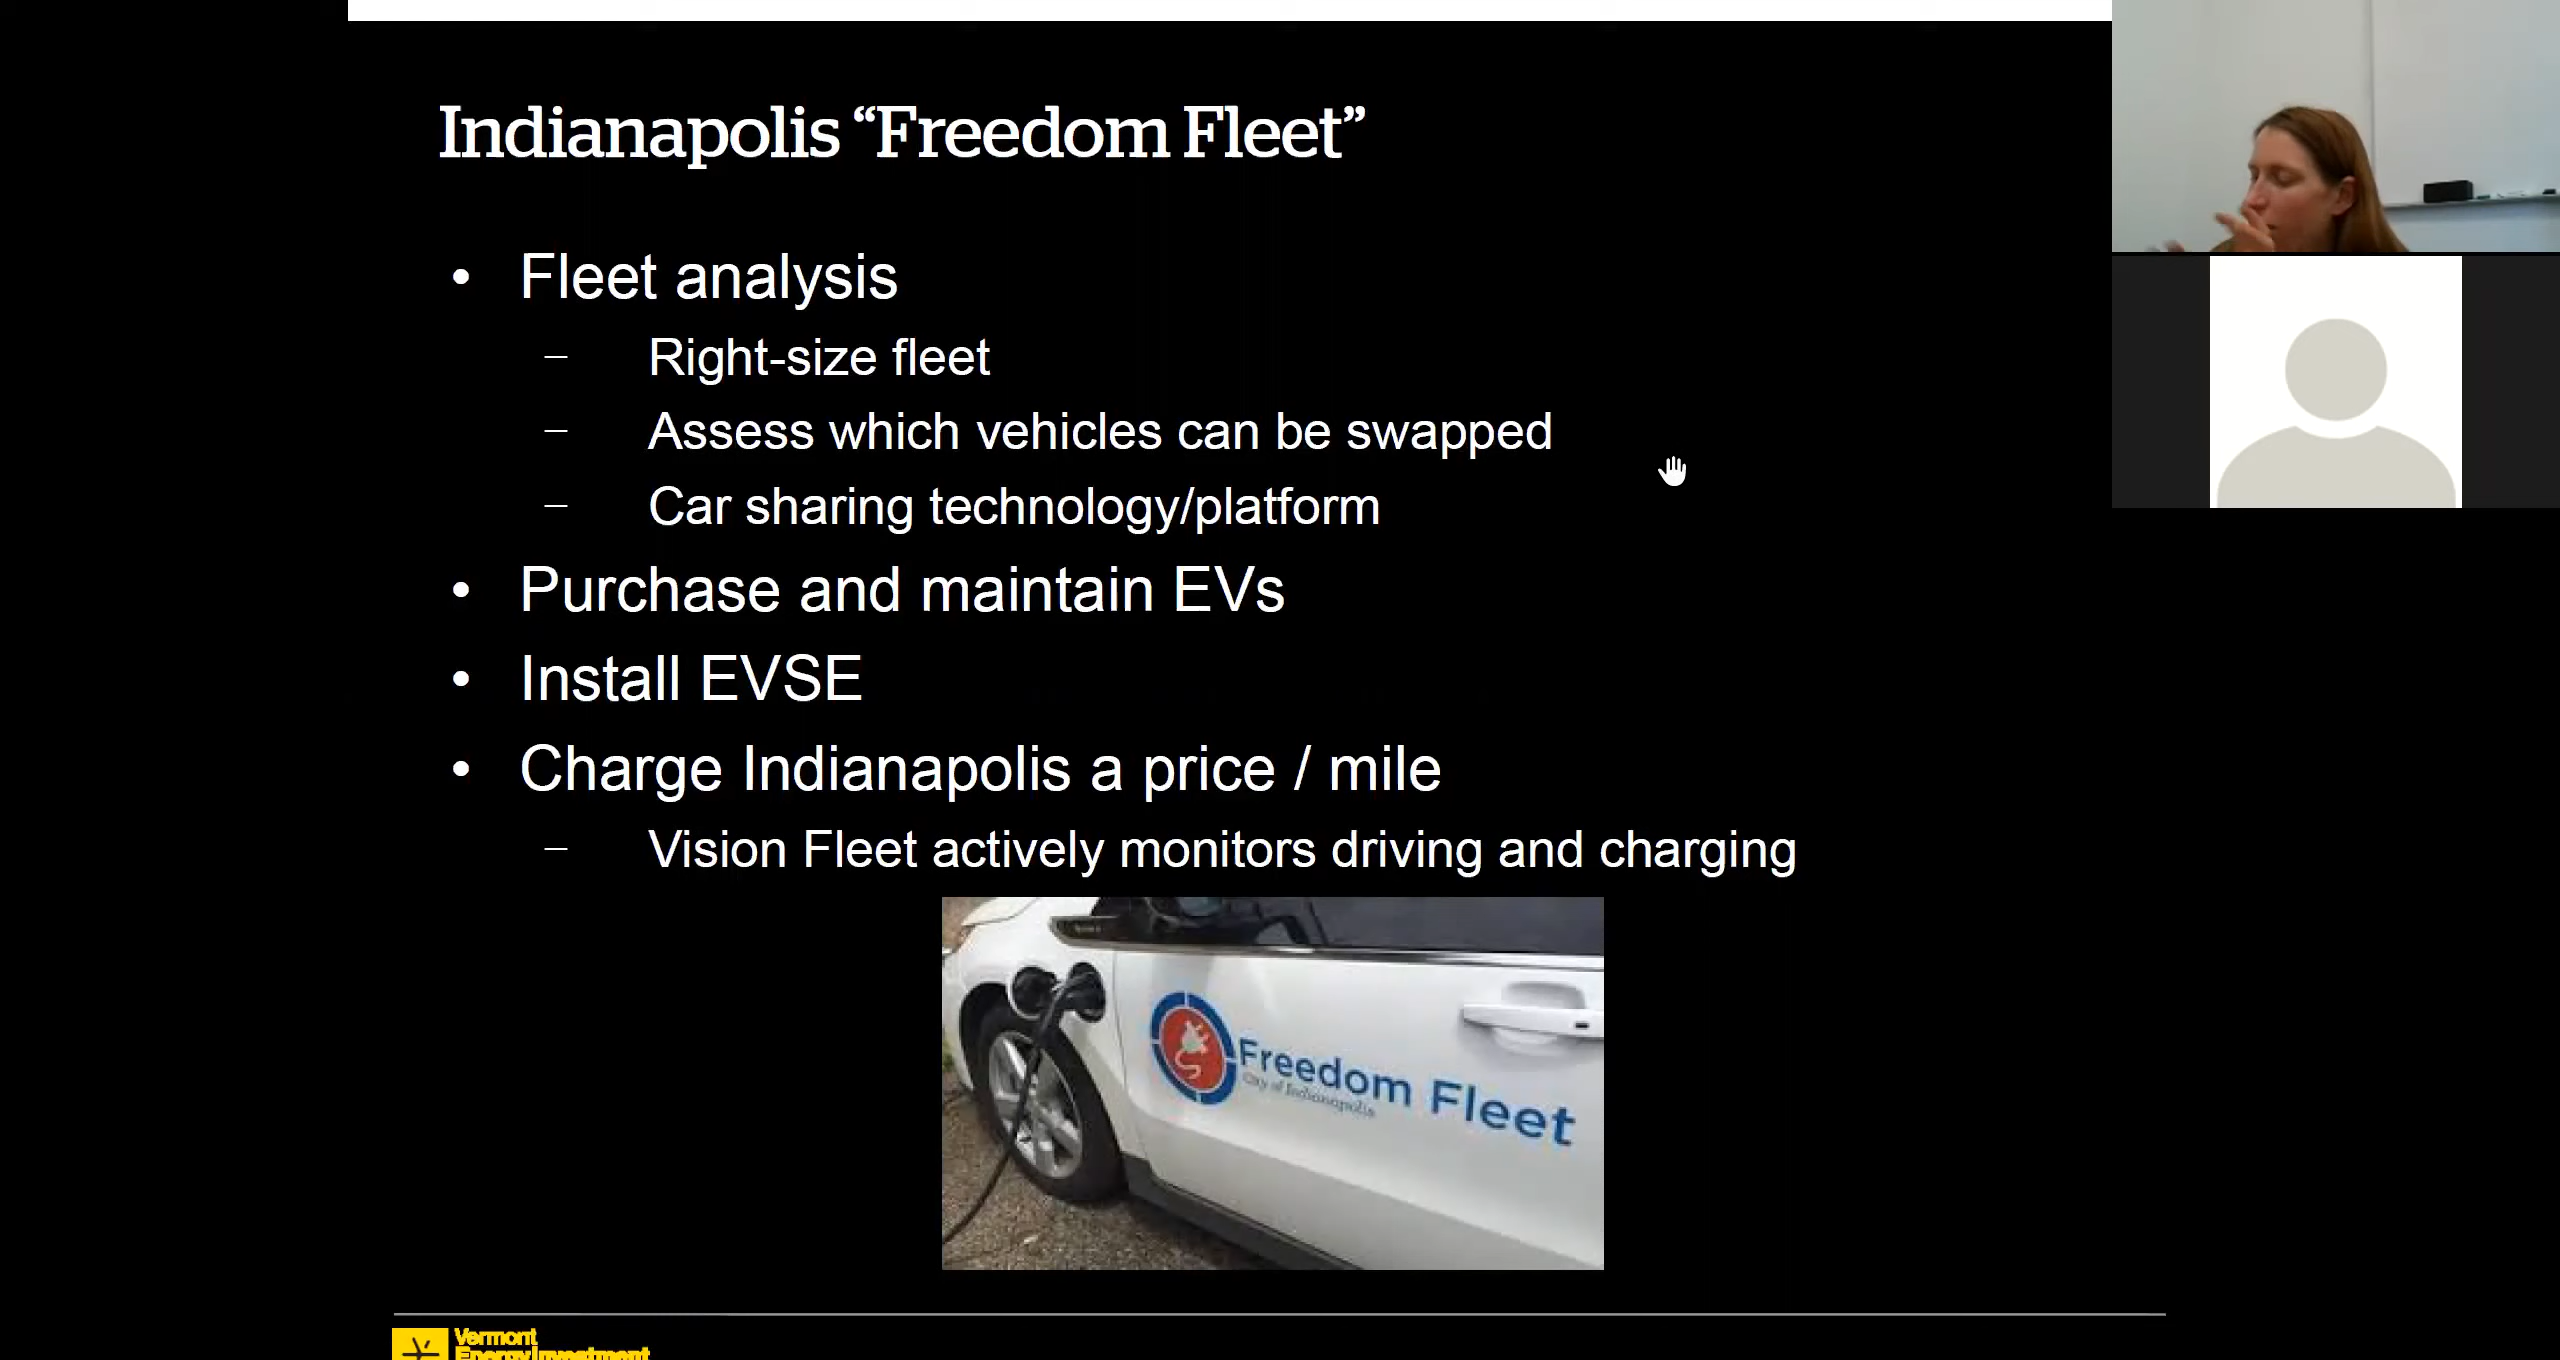 Indianapolis “Freedom Fleet”
• Fleet analysis
– Right-size fleet
– Assess which vehicles can be swapped
– Car sharing technology/platform
• Purchase and maintain EVs
• Install EVSE
• Charge Indianapolis a price / mile
– Vision Fleet actively monitors driving and charging
Freedom Fleet
City of Indianapolis
Vermont
Energy Investment